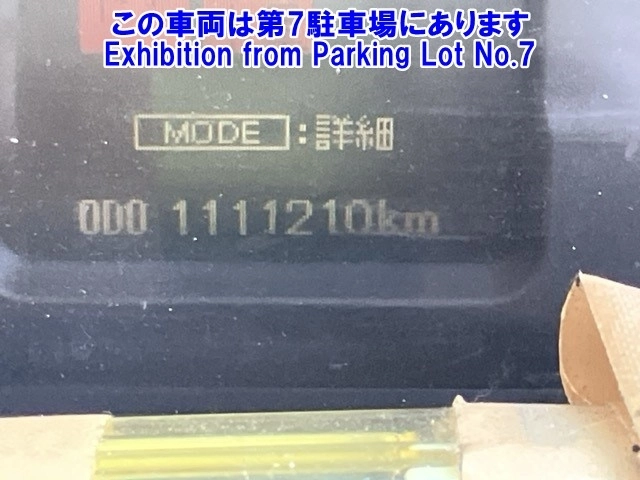 この車両は第7駐車場にあります
Exhibition from Parking Lot No.7
MODE :詳細
ODO 1111210km